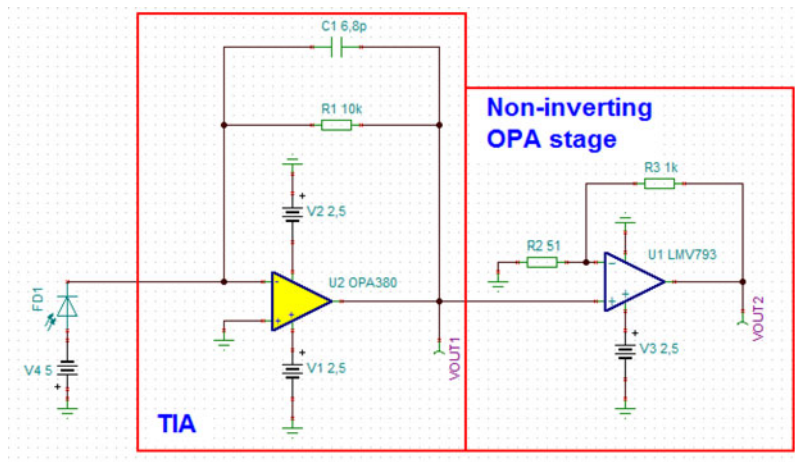 C1 6,8p
R1 10k
Non-inverting
OPA stage
R3 1k
V2 2,5
R2 51
U1 LMV793
U2 OPA380
FD1
V4 5
V1 2,5
VOUT1
V3 2,5
VOUT2
TIA